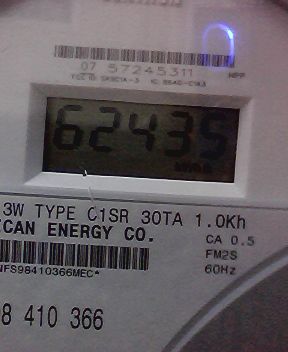 07 57245311
62435
3W TYPE C1SR 30TA 1.0Kh
CAN ENERGY CO.
CA 0.5
FM2S
60Hz
NFS98410366MEC*
8 410 366